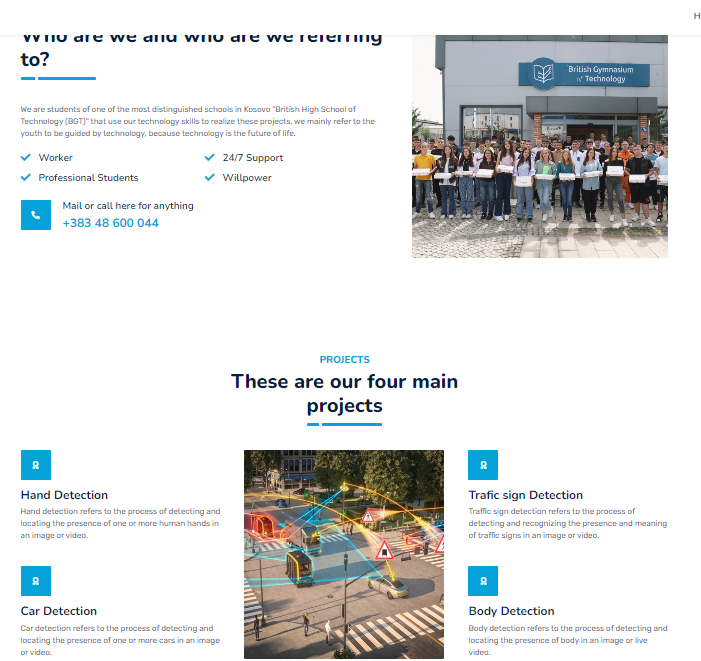 H
Who are we and who are we referring
to?
We are students of one of the most distinguished schools in Kosovo "British High School of
Technology (BGT)" that use our technology skills to realize these projects, we mainly refer to the
youth to be guided by technology, because technology is the future of life.
Worker
24/7 Support
Professional Students
Willpower
Mail or call here for anything
+383 48 600 044
British Gymnasium
of Technology
PROJECTS
These are our four main
projects
Hand Detection
Hand detection refers to the process of detecting and
locating the presence of one or more human hands in
an image or video.
Trafic sign Detection
Traffic sign detection refers to the process of
detecting and recognizing the presence and meaning
of traffic signs in an image or video.
Car Detection
Car detection refers to the process of detecting and
locating the presence of one or more cars in an image
or video.
Body Detection
Body detection refers to the process of detecting and
locating the presence of body in an image or live
video.